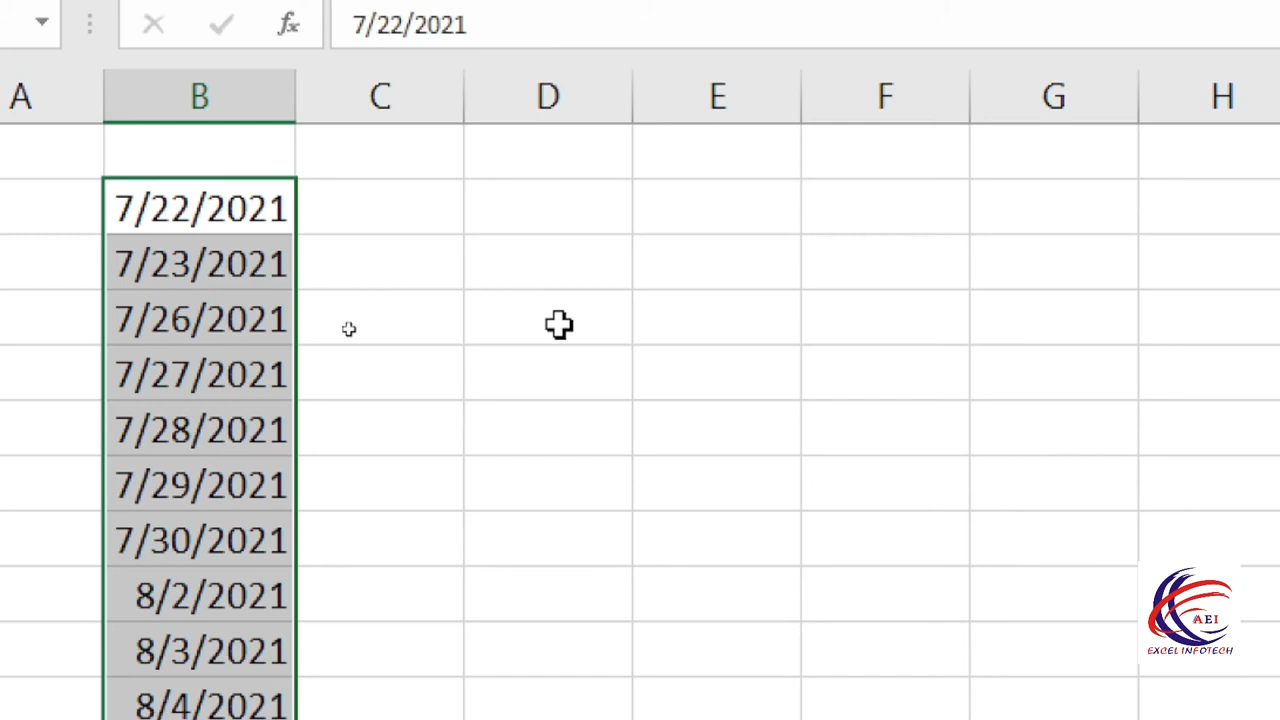 fx 7/22/2021
A B C D E F G H
7/22/2021
7/23/2021
7/26/2021
7/27/2021
7/28/2021
7/29/2021
7/30/2021
8/2/2021
8/3/2021
8/4/2021
AEI
EXCEL INFOTECH